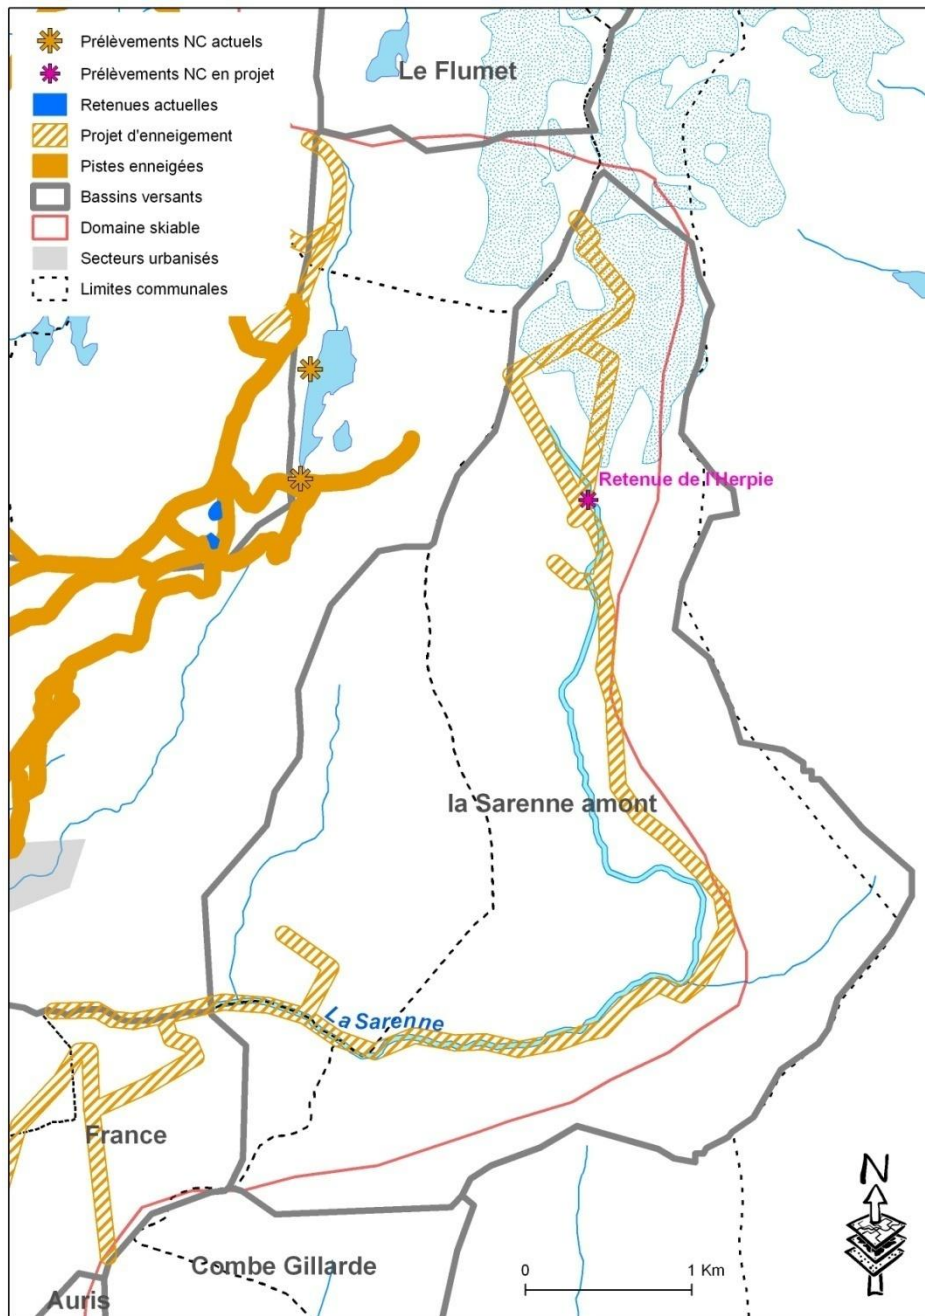 Prélèvements NC actuels
Prélèvements NC en projet
Retenues actuelles
Projet d'enneigement
Pistes enneigées
Bassins versants
Domaine skiable
Secteurs urbanisés
Limites communales
Le Flumet
Retenue de l'Herpie
la Sarenne amont
La Sarenne
France
Combe Gillarde
Auris
0 1 Km
N